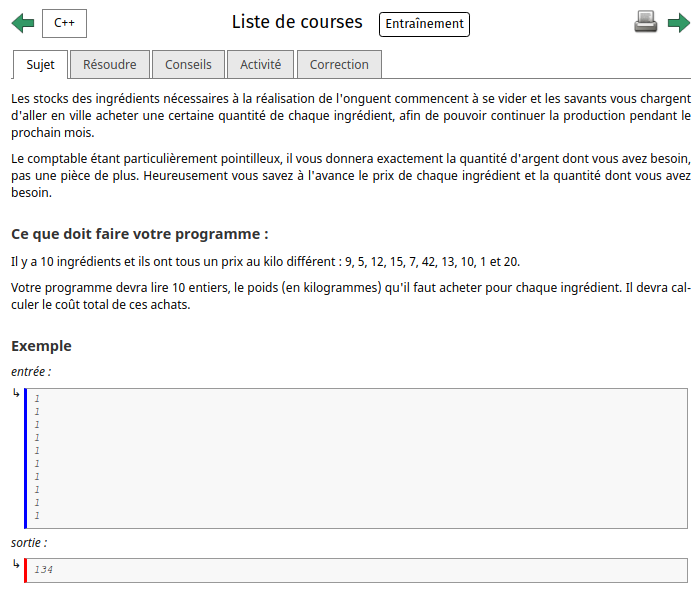 C++
Liste de courses
Entraînement
Sujet
Résoudre
Conseils
Activité
Correction
Les stocks des ingrédients nécessaires à la réalisation de l'onguent commencent à se vider et les savants vous chargent
d'aller en ville acheter une certaine quantité de chaque ingrédient, afin de pouvoir continuer la production pendant le
prochain mois.
Le comptable étant particulièrement pointilleux, il vous donnera exactement la quantité d'argent dont vous avez besoin,
pas une pièce de plus. Heureusement vous savez à l'avance le prix de chaque ingrédient et la quantité dont vous avez
besoin.
Ce que doit faire votre programme :
Il y a 10 ingrédients et ils ont tous un prix au kilo différent : 9, 5, 12, 15, 7, 42, 13, 10, 1 et 20.
Votre programme devra lire 10 entiers, le poids (en kilogrammes) qu'il faut acheter pour chaque ingrédient. Il devra cal-
culer le coût total de ces achats.
Exemple
entrée :
1
1
1
1
1
1
1
1
1
1
sortie :
134